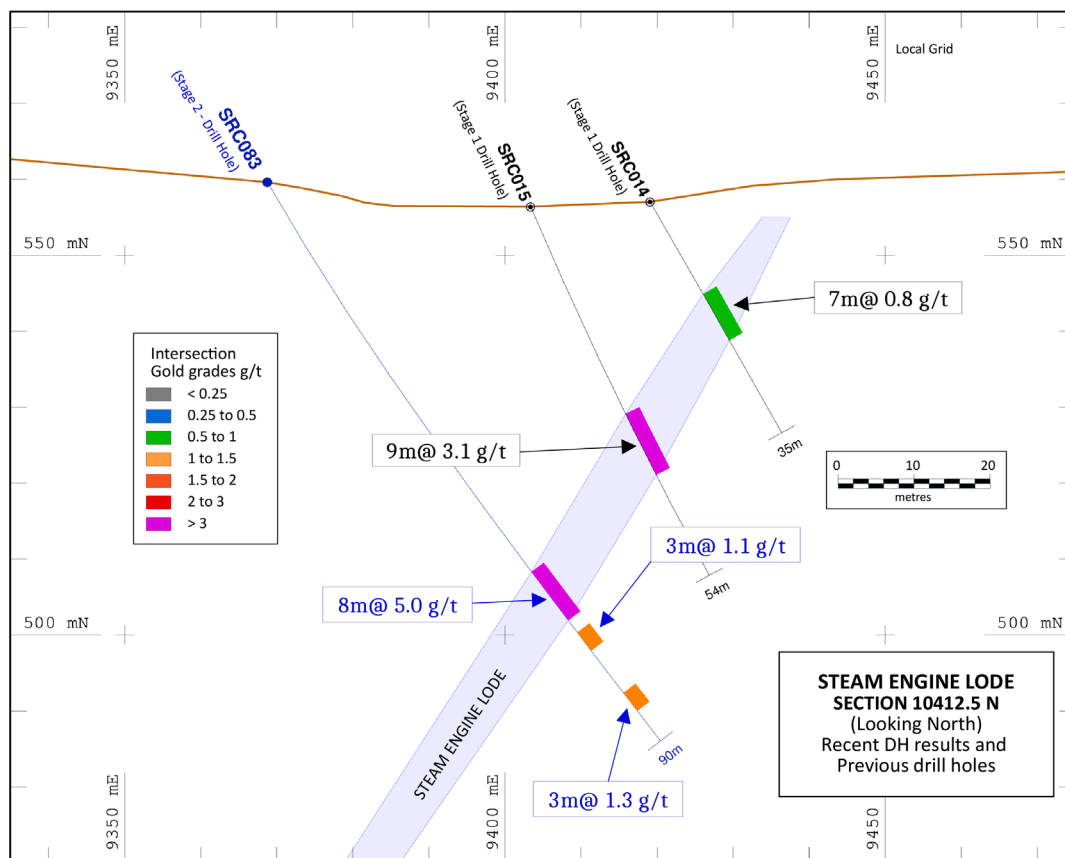 9350 mE
9400 mE
9450 mE
Local Grid
SRC083
(Stage 2 - Drill Hole)
SRC015
(Stage 1 Drill Hole)
SRC014
(Stage 1 Drill Hole)
550 mN
550 mN
7m@ 0.8 g/t
Intersection
Gold grades g/t
< 0.25
0.25 to 0.5
0.5 to 1
1 to 1.5
1.5 to 2
2 to 3
> 3
9m@ 3.1 g/t
35m
0 10 20
metres
3m@ 1.1 g/t
54m
8m@ 5.0 g/t
500 mN
500 mN
STEAM ENGINE LODE
90m
3m@ 1.3 g/t
STEAM ENGINE LODE
SECTION 10412.5 N
(Looking North)
Recent DH results and
Previous drill holes
9350 mE
9400 mE
9450 mE